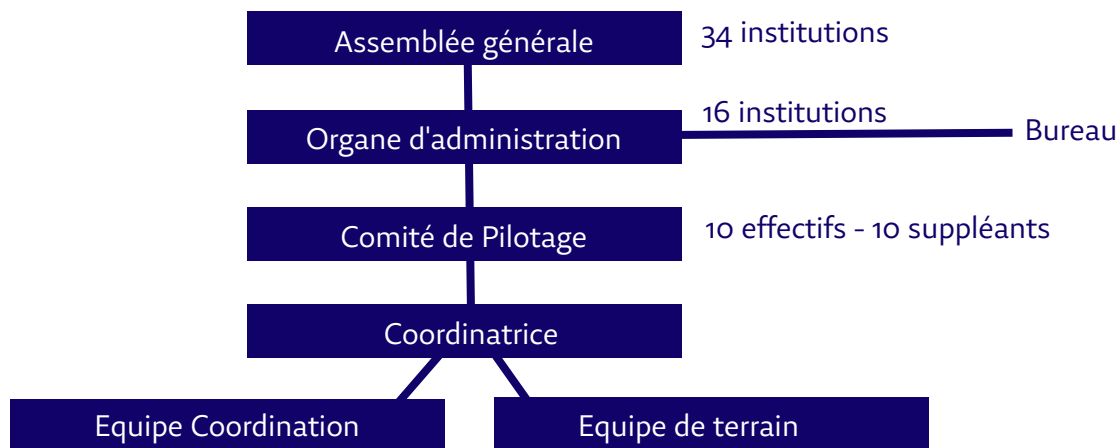 Assemblée générale
34 institutions
Organe d'administration
16 institutions
Bureau
Comité de Pilotage
10 effectifs - 10 suppléants
Coordinatrice
Equipe Coordination
Equipe de terrain